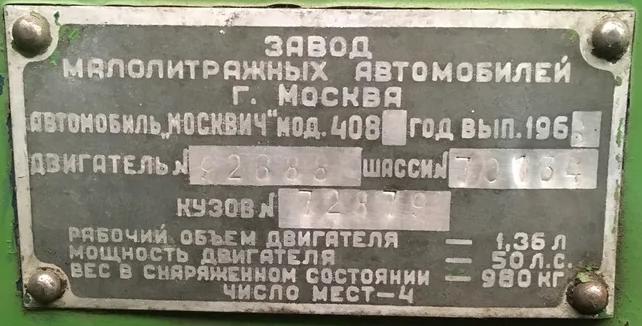 ЗАВОД
МАЛОЛИТРАЖНЫХ АВТОМОБИЛЕЙ
Г. МОСКВА
АВТОМОБИЛЬ „МОСКВИЧ" МОД. 408 ГОД ВЫП. 196
ДВИГАТЕЛЬ № ШАССИ №
КУЗОВ № 72879
РАБОЧИЙ ОБЪЕМ ДВИГАТЕЛЯ — 1,36 Л
МОЩНОСТЬ ДВИГАТЕЛЯ — 50 Л.С.
ВЕС В СНАРЯЖЕННОМ СОСТОЯНИИ — 980 КГ
ЧИСЛО МЕСТ-4